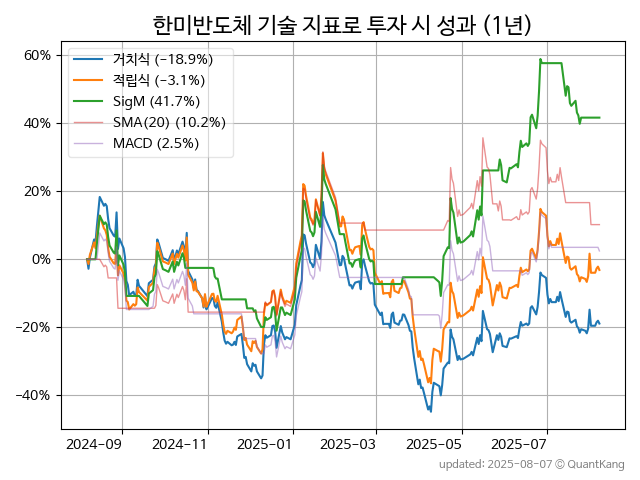 한미반도체 기술 지표로 투자 시 성과 (1년)
거치식 (−18.9%)
적립식 (−3.1%)
SigM (41.7%)
SMA(20) (10.2%)
MACD (2.5%)
60%
40%
20%
0%
−20%
−40%
2024-09
2024-11
2025-01
2025-03
2025-05
2025-07
updated: 2025-08-07 © QuantKang